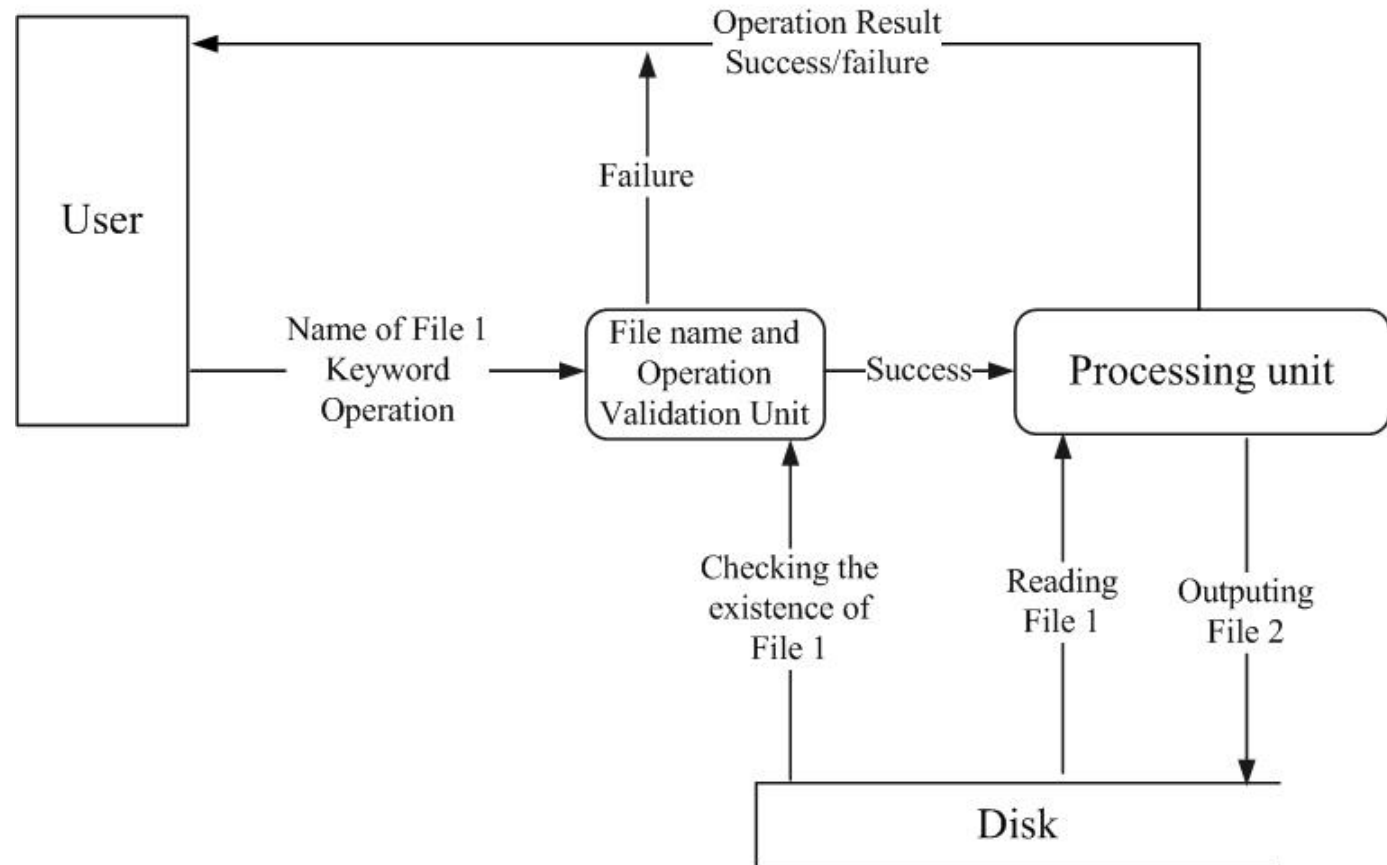 Operation Result
Success/failure
Failure
User
Name of File 1
Keyword
Operation
File name and
Operation
Validation Unit
Success
Processing unit
Checking the
existence of
File 1
Reading
File 1
Outputing
File 2
Disk